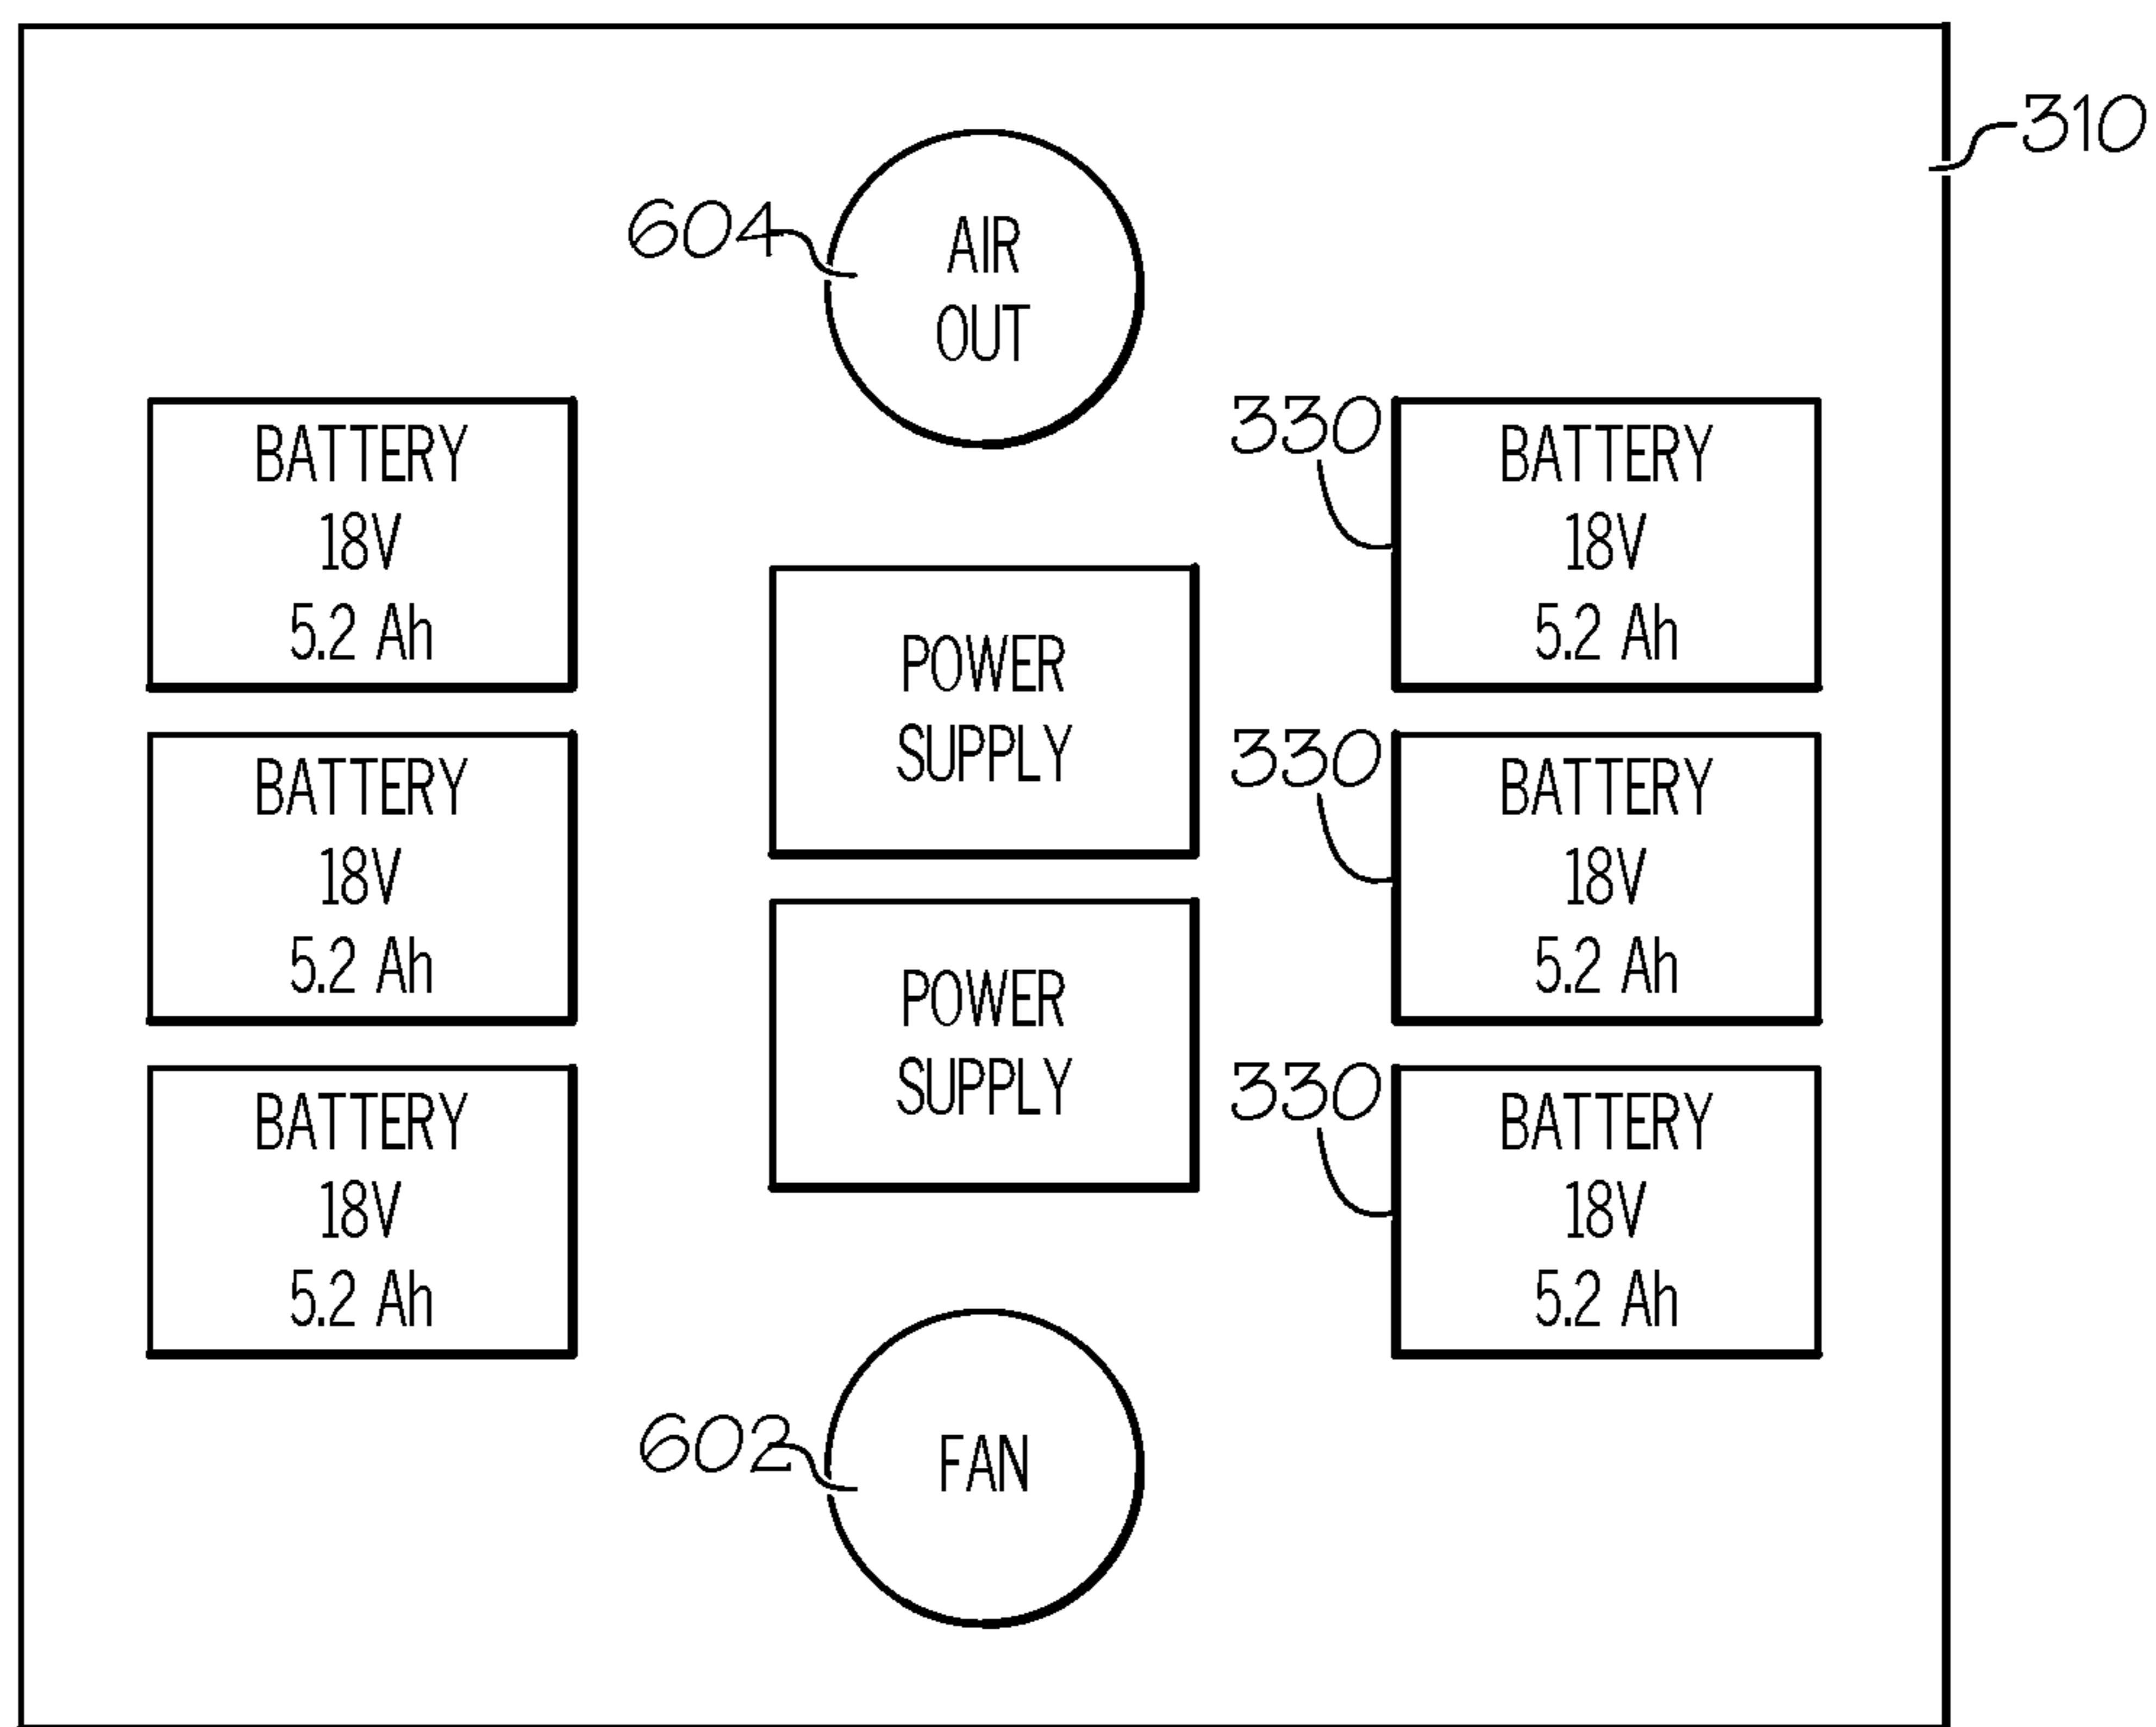 310
604
AIR
OUT
BATTERY
18V
5.2 Ah
330
BATTERY
18V
5.2 Ah
POWER
SUPPLY
BATTERY
18V
5.2 Ah
330
BATTERY
18V
5.2 Ah
POWER
SUPPLY
BATTERY
18V
5.2 Ah
330
BATTERY
18V
5.2 Ah
602
FAN